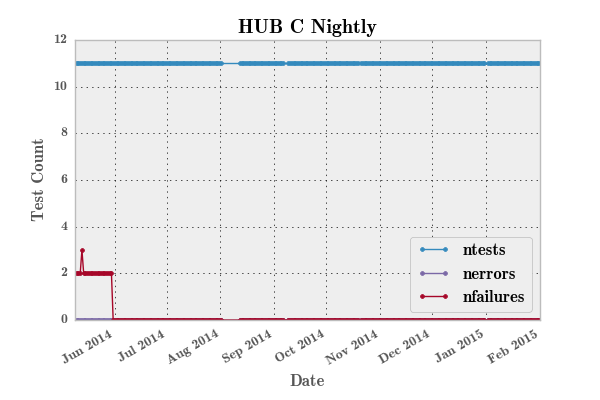 HUB C Nightly
12
10
8
6
4
2
0
Test Count
ntests
nerrors
nfailures
Jun 2014
Jul 2014
Aug 2014
Sep 2014
Oct 2014
Nov 2014
Dec 2014
Jan 2015
Feb 2015
Date